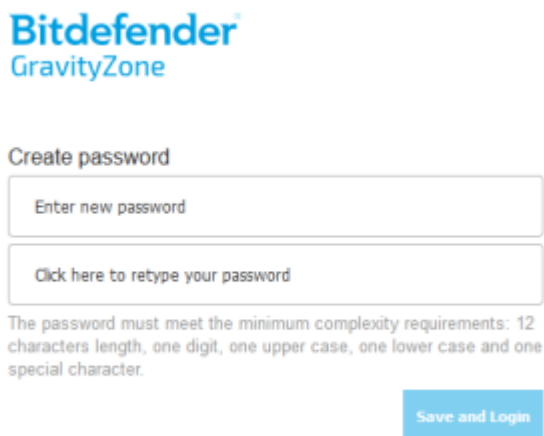 Bitdefender
GravityZone
Create password
Enter new password
Click here to retype your password
The password must meet the minimum complexity requirements: 12
characters length, one digit, one upper case, one lower case and one
special character.
Save and Login